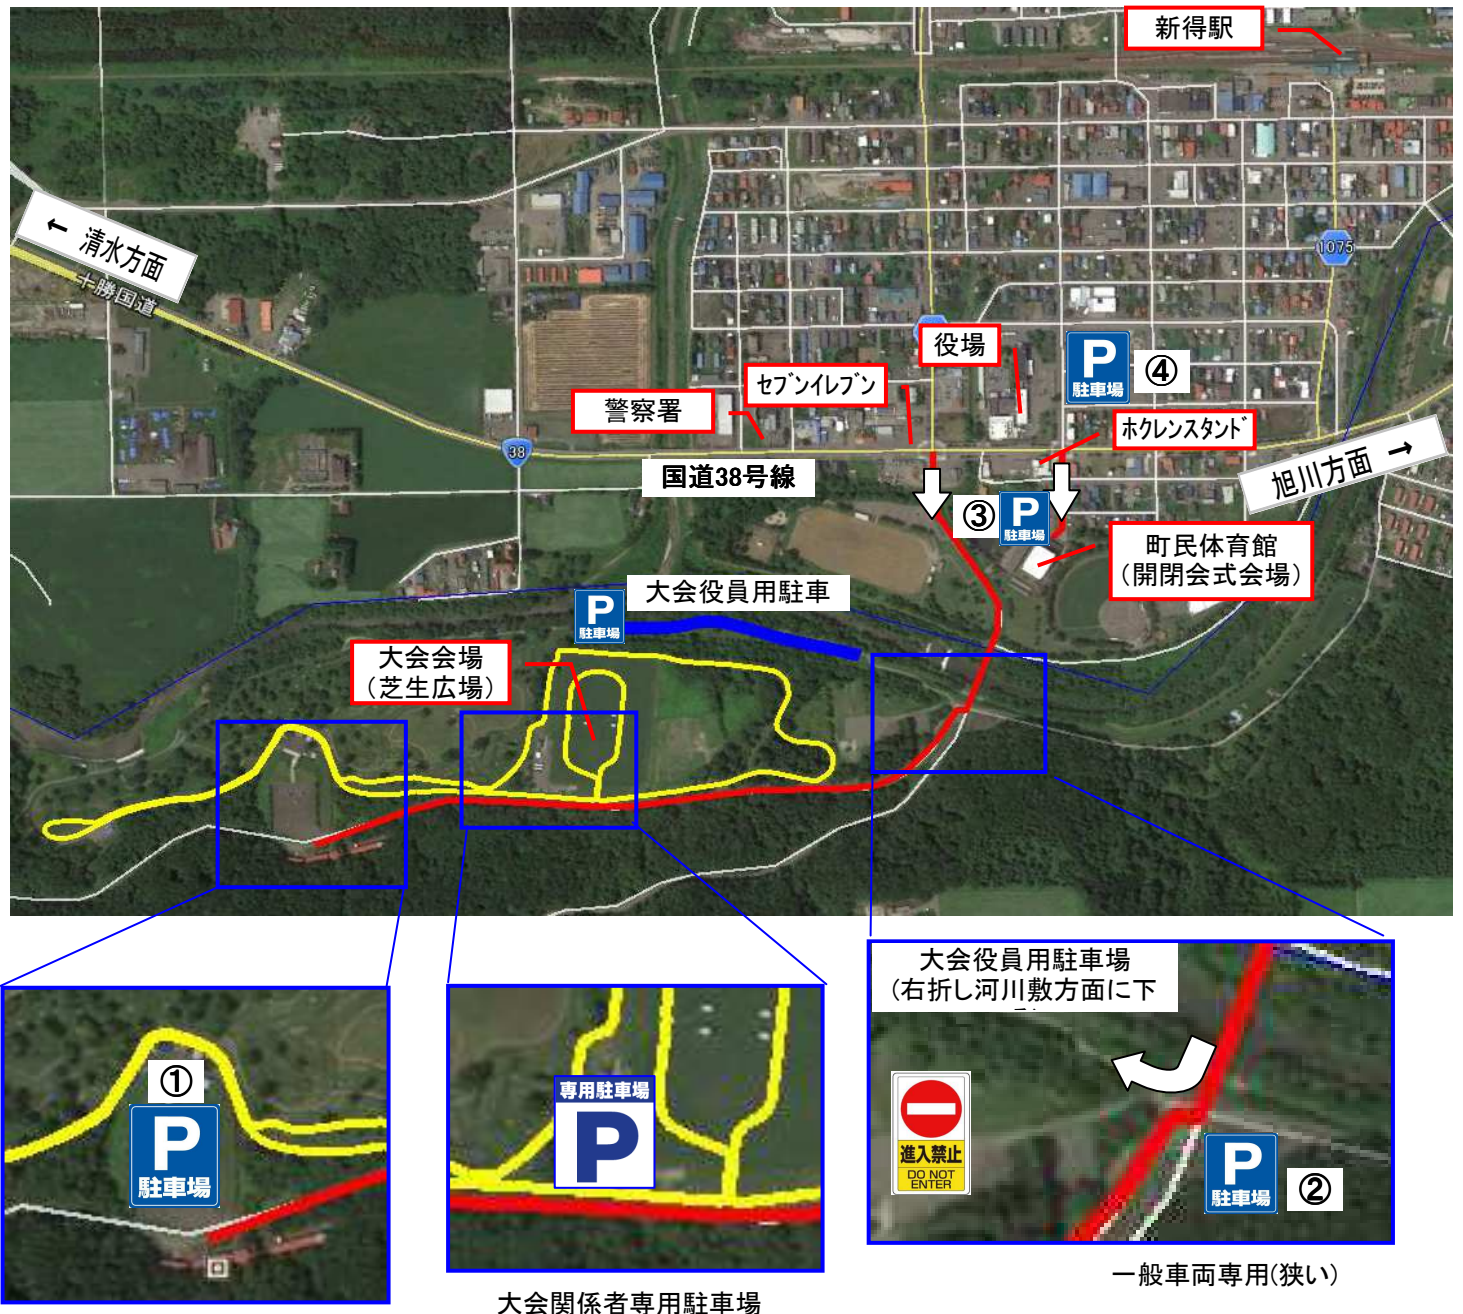 新得駅
← 清水方面
十勝国道
1075
役場
P
駐車場
④
セブンイレブン
警察署
ホクレンスタンド
38
国道38号線
旭川方面 →
③
P
駐車場
町民体育館
(開閉会式会場)
大会役員用駐車
P
駐車場
大会会場
(芝生広場)
①
P
駐車場
専用駐車場
P
大会関係者専用駐車場
大会役員用駐車場
(右折し河川敷方面に下
進入禁止
DO NOT
ENTER
P
駐車場
②
一般車両専用(狭い)